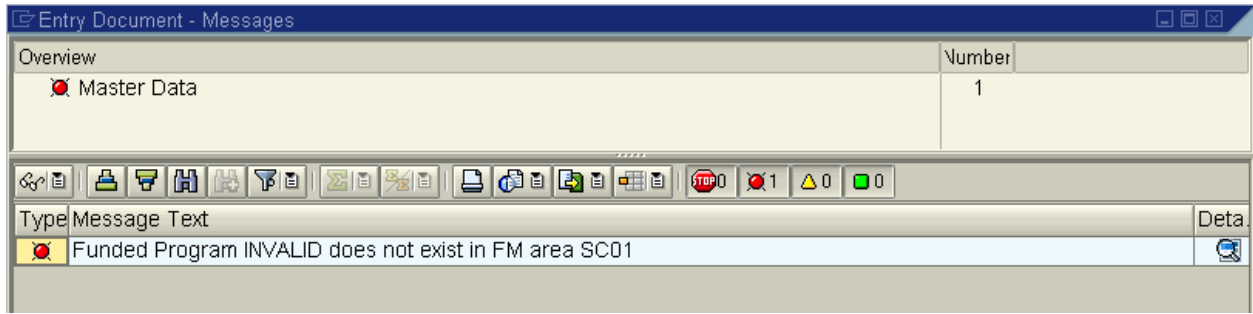 Entry Document - Messages
Overview Number
Master Data 1
STOP 0 1 0 0
Type Message Text Deta.
Funded Program INVALID does not exist in FM area SC01